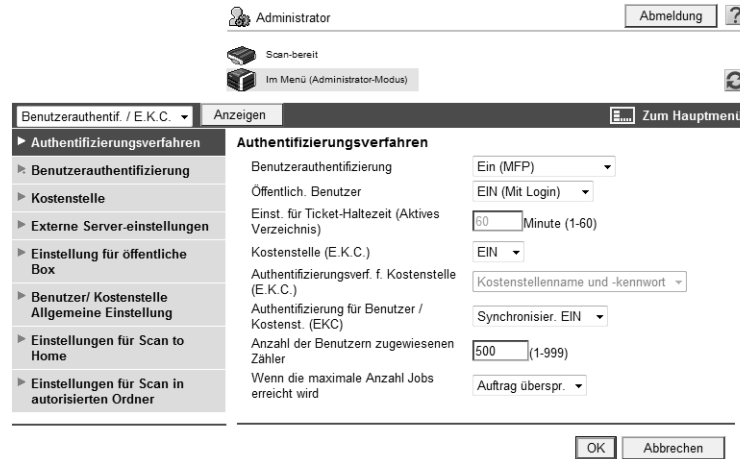 Administrator
Abmeldung
?
Scan-bereit
Im Menü (Administrator-Modus)
Benutzerauthentif. / E.K.C.
Anzeigen
Zum Hauptmenü
Authentifizierungsverfahren
Benutzerauthentifizierung
Kostenstelle
Externe Server-einstellungen
Einstellung für öffentliche
Box
Benutzer/ Kostenstelle
Allgemeine Einstellung
Einstellungen für Scan to
Home
Einstellungen für Scan in
autorisierten Ordner
Authentifizierungsverfahren
Benutzerauthentifizierung
Ein (MFP)
Öffentlich. Benutzer
EIN (Mit Login)
Einst. für Ticket-Haltezeit (Aktives
Verzeichnis)
60 Minute (1-60)
Kostenstelle (E.K.C.)
EIN
Authentifizierungsverf. f. Kostenstelle
(E.K.C.)
Kostenstellenname und -kennwort
Authentifizierung für Benutzer /
Kostenst. (EKC)
Synchronisier. EIN
Anzahl der Benutzern zugewiesenen
Zähler
500 (1-999)
Wenn die maximale Anzahl Jobs
erreicht wird
Auftrag überspr.
OK
Abbrechen